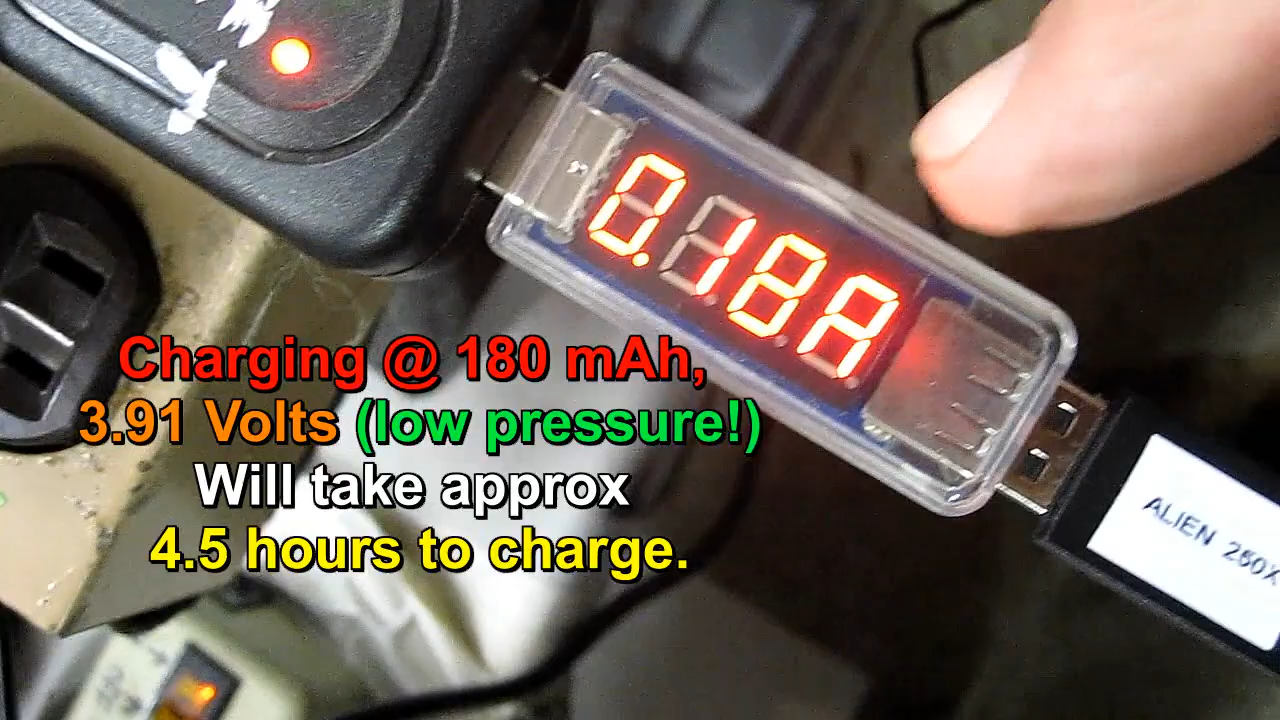 0.18A
Charging @ 180 mAh,
3.91 Volts (low pressure!)
Will take approx
4.5 hours to charge.
ALIEN 260X